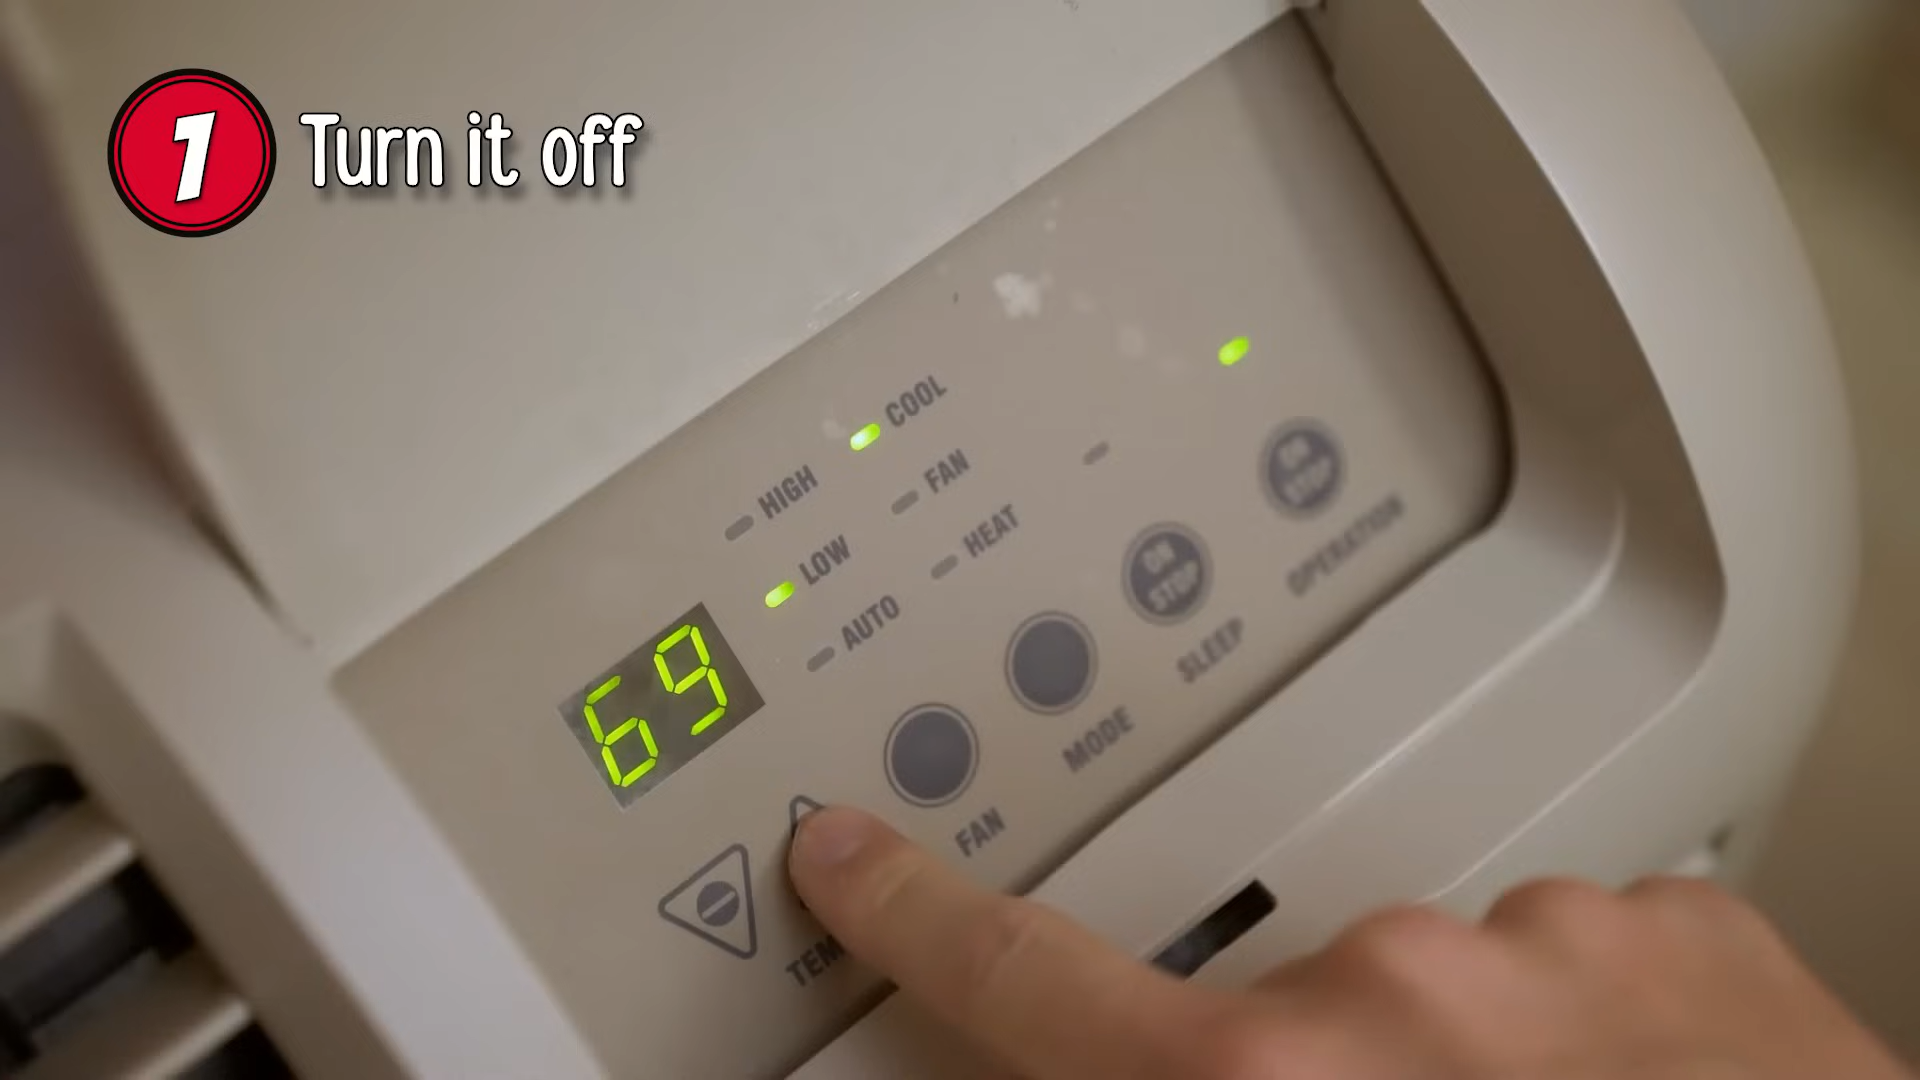 1 Turn it off
COOL
HIGH
FAN
LOW
HEAT
AUTO
69
ON
STOP
OPERATION
ON
STOP
SLEEP
MODE
FAN